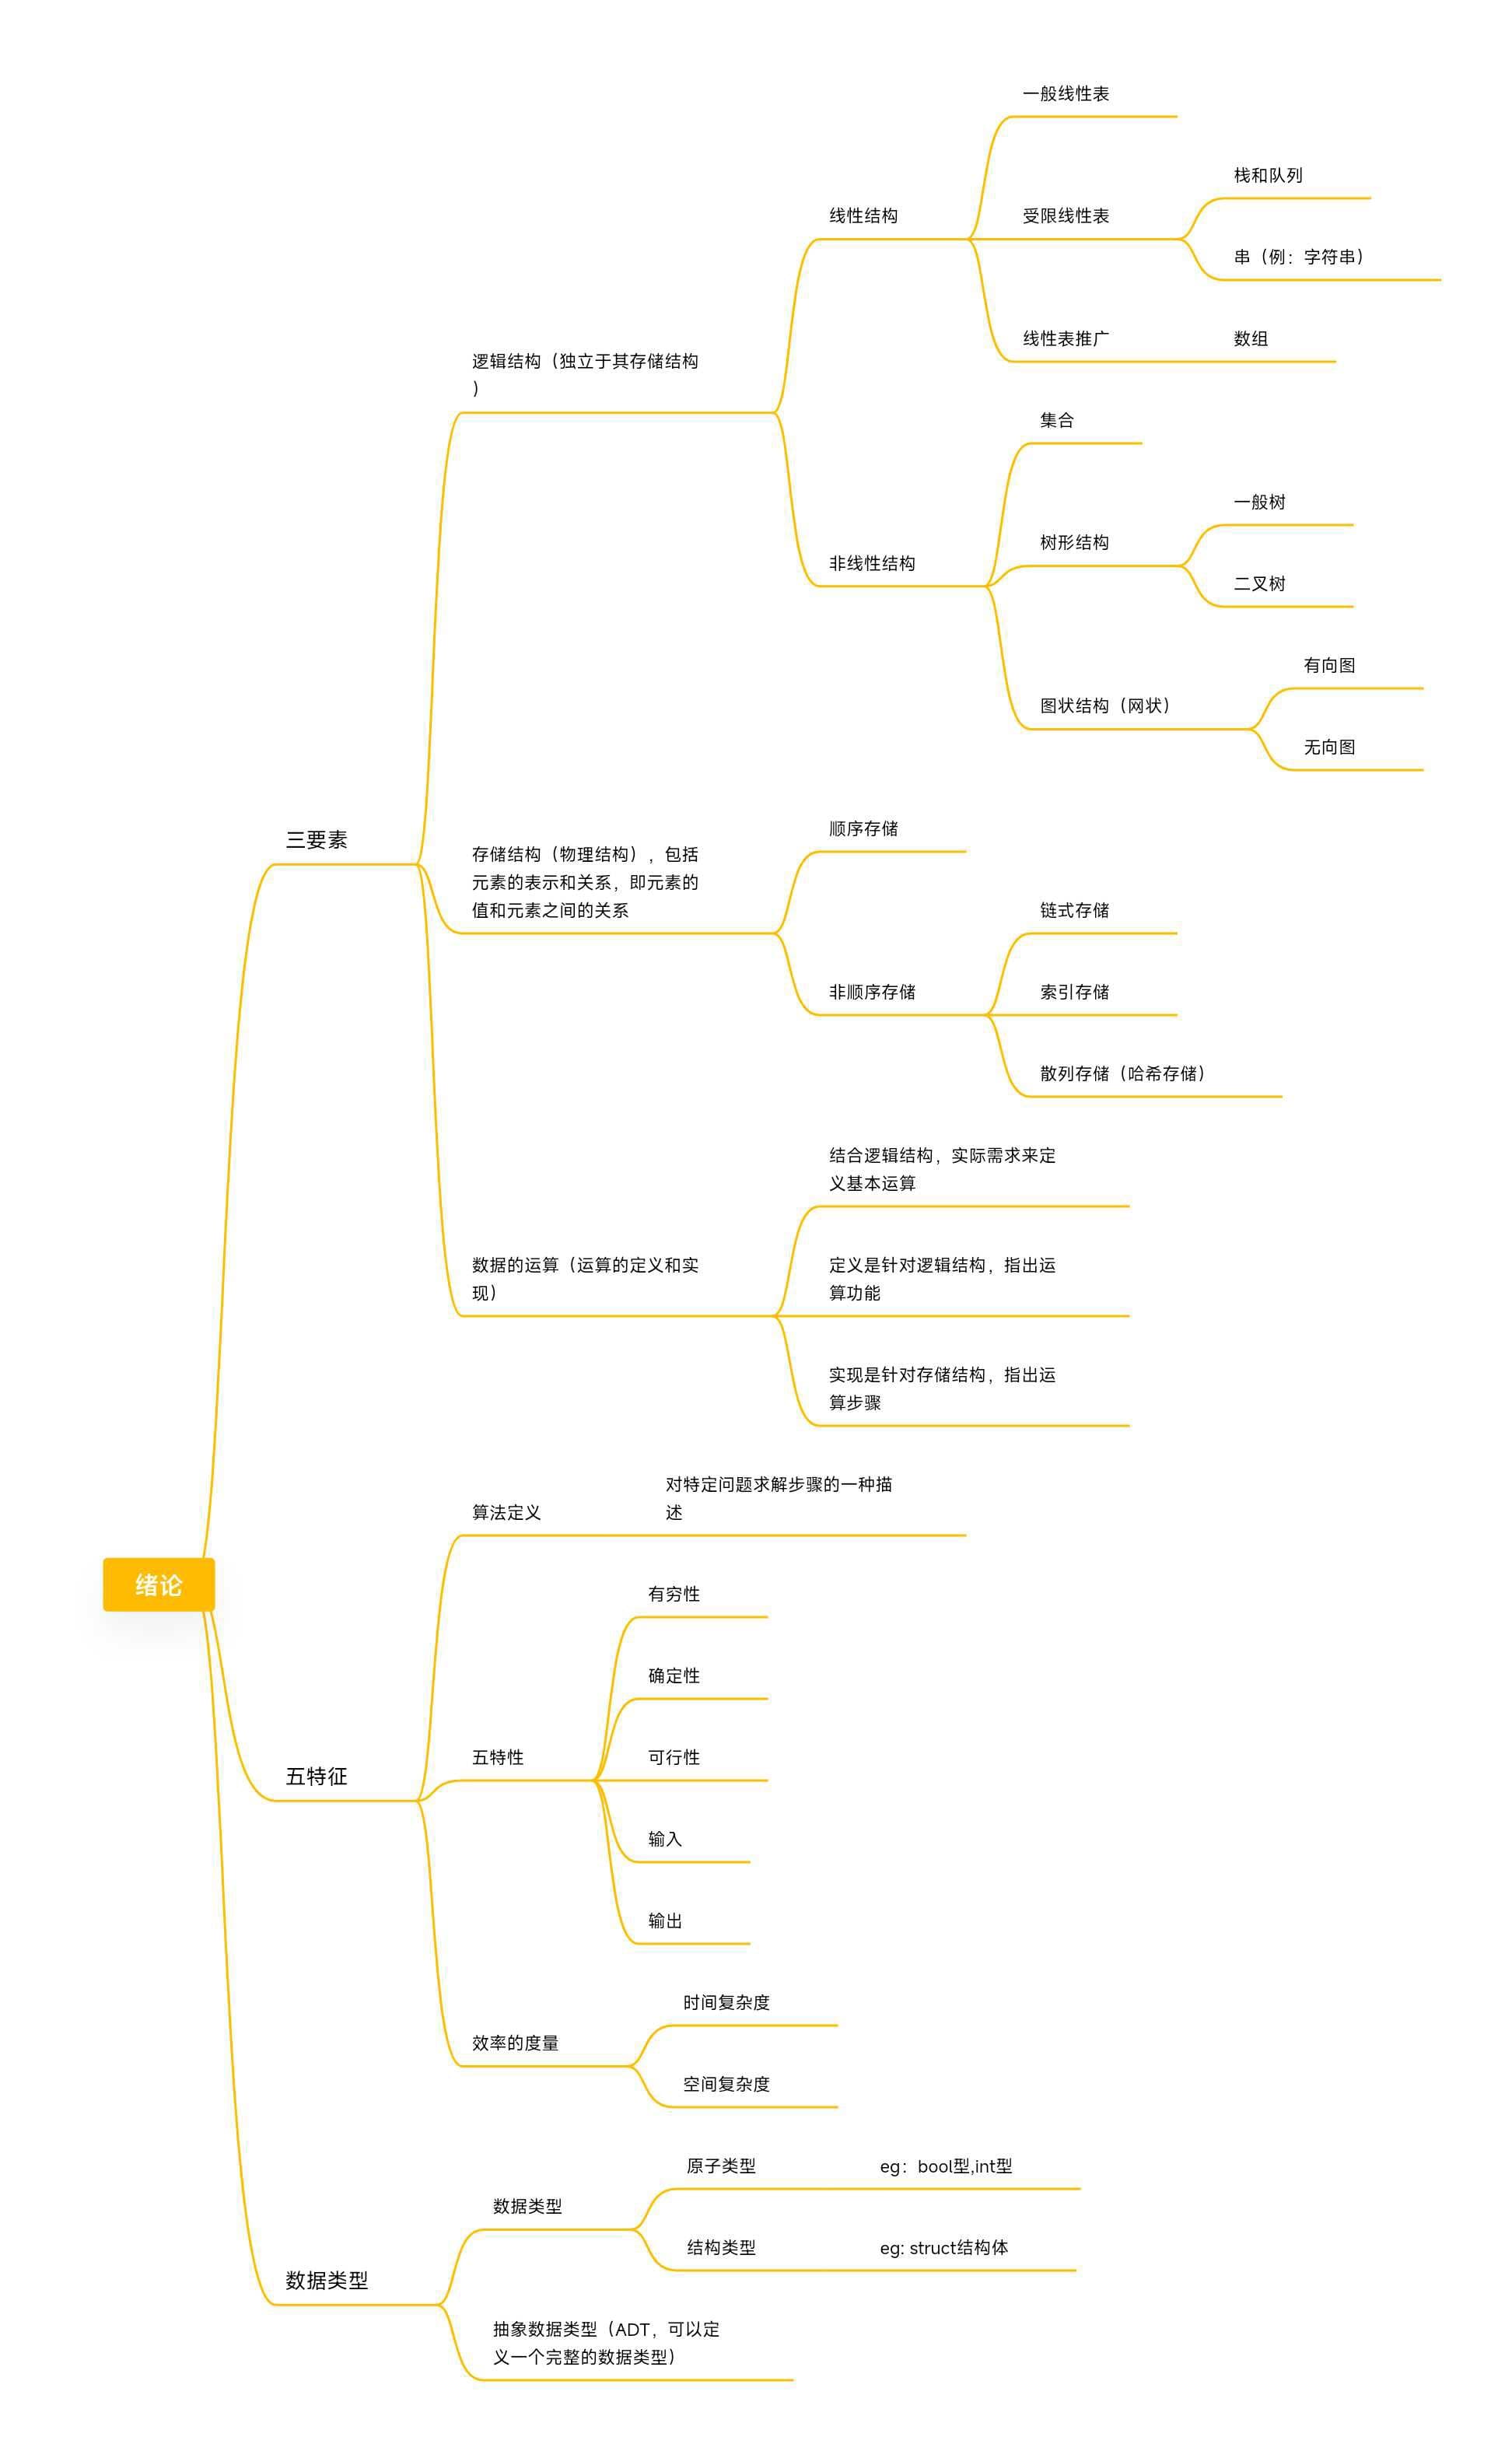 一般线性表
栈和队列
线性结构
受限线性表
串（例：字符串）
线性表推广
数组
逻辑结构（独立于其存储结构
）
集合
一般树
树形结构
非线性结构
二叉树
有向图
图状结构（网状）
无向图
三要素
顺序存储
存储结构（物理结构），包括
元素的表示和关系，即元素的
值和元素之间的关系
链式存储
非顺序存储
索引存储
散列存储（哈希存储）
结合逻辑结构，实际需求来定
义基本运算
数据的运算（运算的定义和实
现）
定义是针对逻辑结构，指出运
算功能
实现是针对存储结构，指出运
算步骤
绪论
算法定义
对特定问题求解步骤的一种描
述
有穷性
确定性
五特征
五特性
可行性
输入
输出
时间复杂度
效率的度量
空间复杂度
原子类型
eg：bool型,int型
数据类型
结构类型
eg: struct结构体
数据类型
抽象数据类型（ADT，可以定
义一个完整的数据类型）